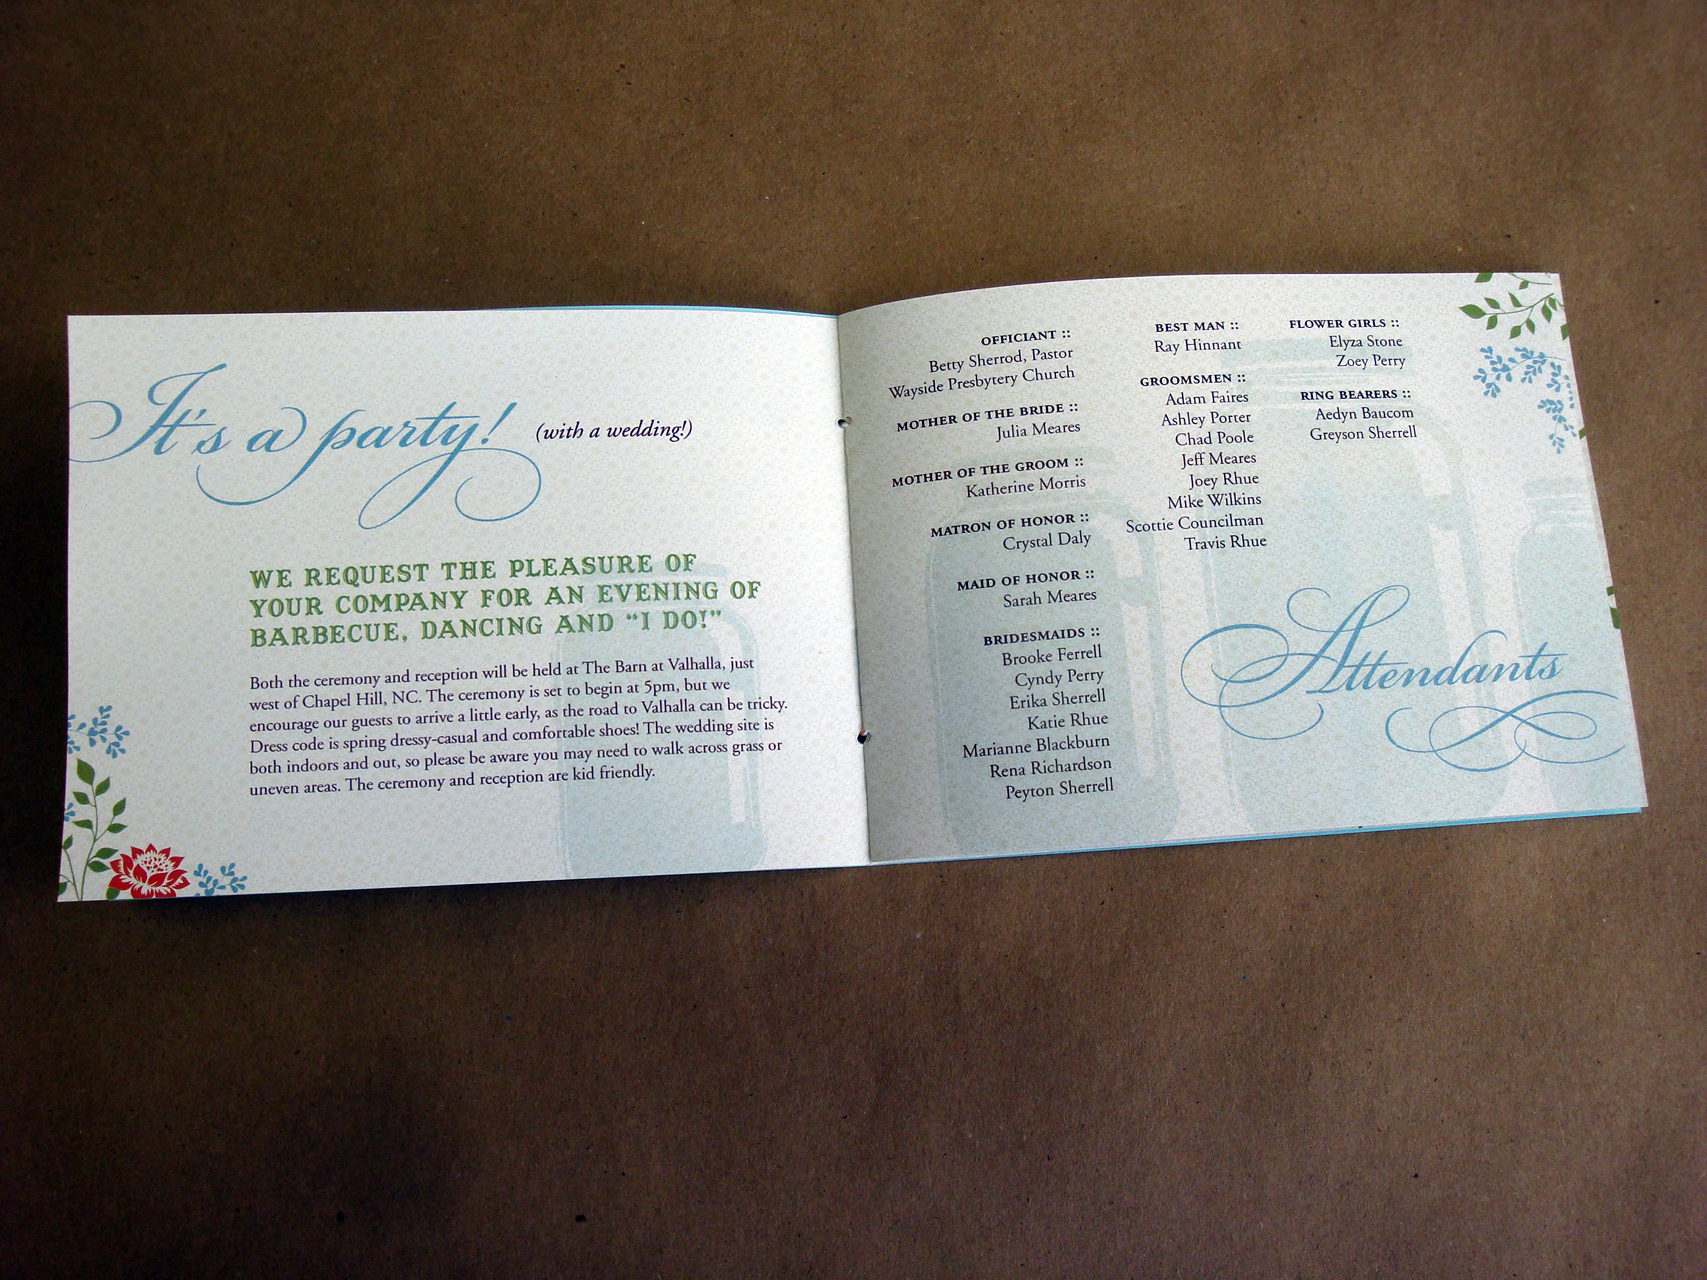 It's a party! (with a wedding!)
WE REQUEST THE PLEASURE OF
YOUR COMPANY FOR AN EVENING OF
BARBECUE, DANCING AND “I DO!”
Both the ceremony and reception will be held at The Barn at Valhalla, just
west of Chapel Hill, NC. The ceremony is set to begin at 5pm, but we
encourage our guests to arrive a little early, as the road to Valhalla can be tricky.
Dress code is spring dressy-casual and comfortable shoes! The wedding site is
both indoors and out, so please be aware you may need to walk across grass or
uneven areas. The ceremony and reception are kid friendly.
OFFICIANT ::
Betty Sherrod, Pastor
Wayside Presbytery Church
MOTHER OF THE BRIDE ::
Julia Meares
MOTHER OF THE GROOM ::
Katherine Morris
MATRON OF HONOR ::
Crystal Daly
MAID OF HONOR ::
Sarah Meares
BRIDESMAIDS ::
Brooke Ferrell
Cyndy Perry
Erika Sherrell
Katie Rhue
Marianne Blackburn
Rena Richardson
Peyton Sherrell
BEST MAN ::
Ray Hinnant
GROOMSMEN ::
Adam Faires
Ashley Porter
Chad Poole
Jeff Meares
Joey Rhue
Mike Wilkins
Scottie Councilman
Travis Rhue
FLOWER GIRLS ::
Elyza Stone
Zoey Perry
RING BEARERS ::
Aedyn Baucom
Greyson Sherrell
Attendants